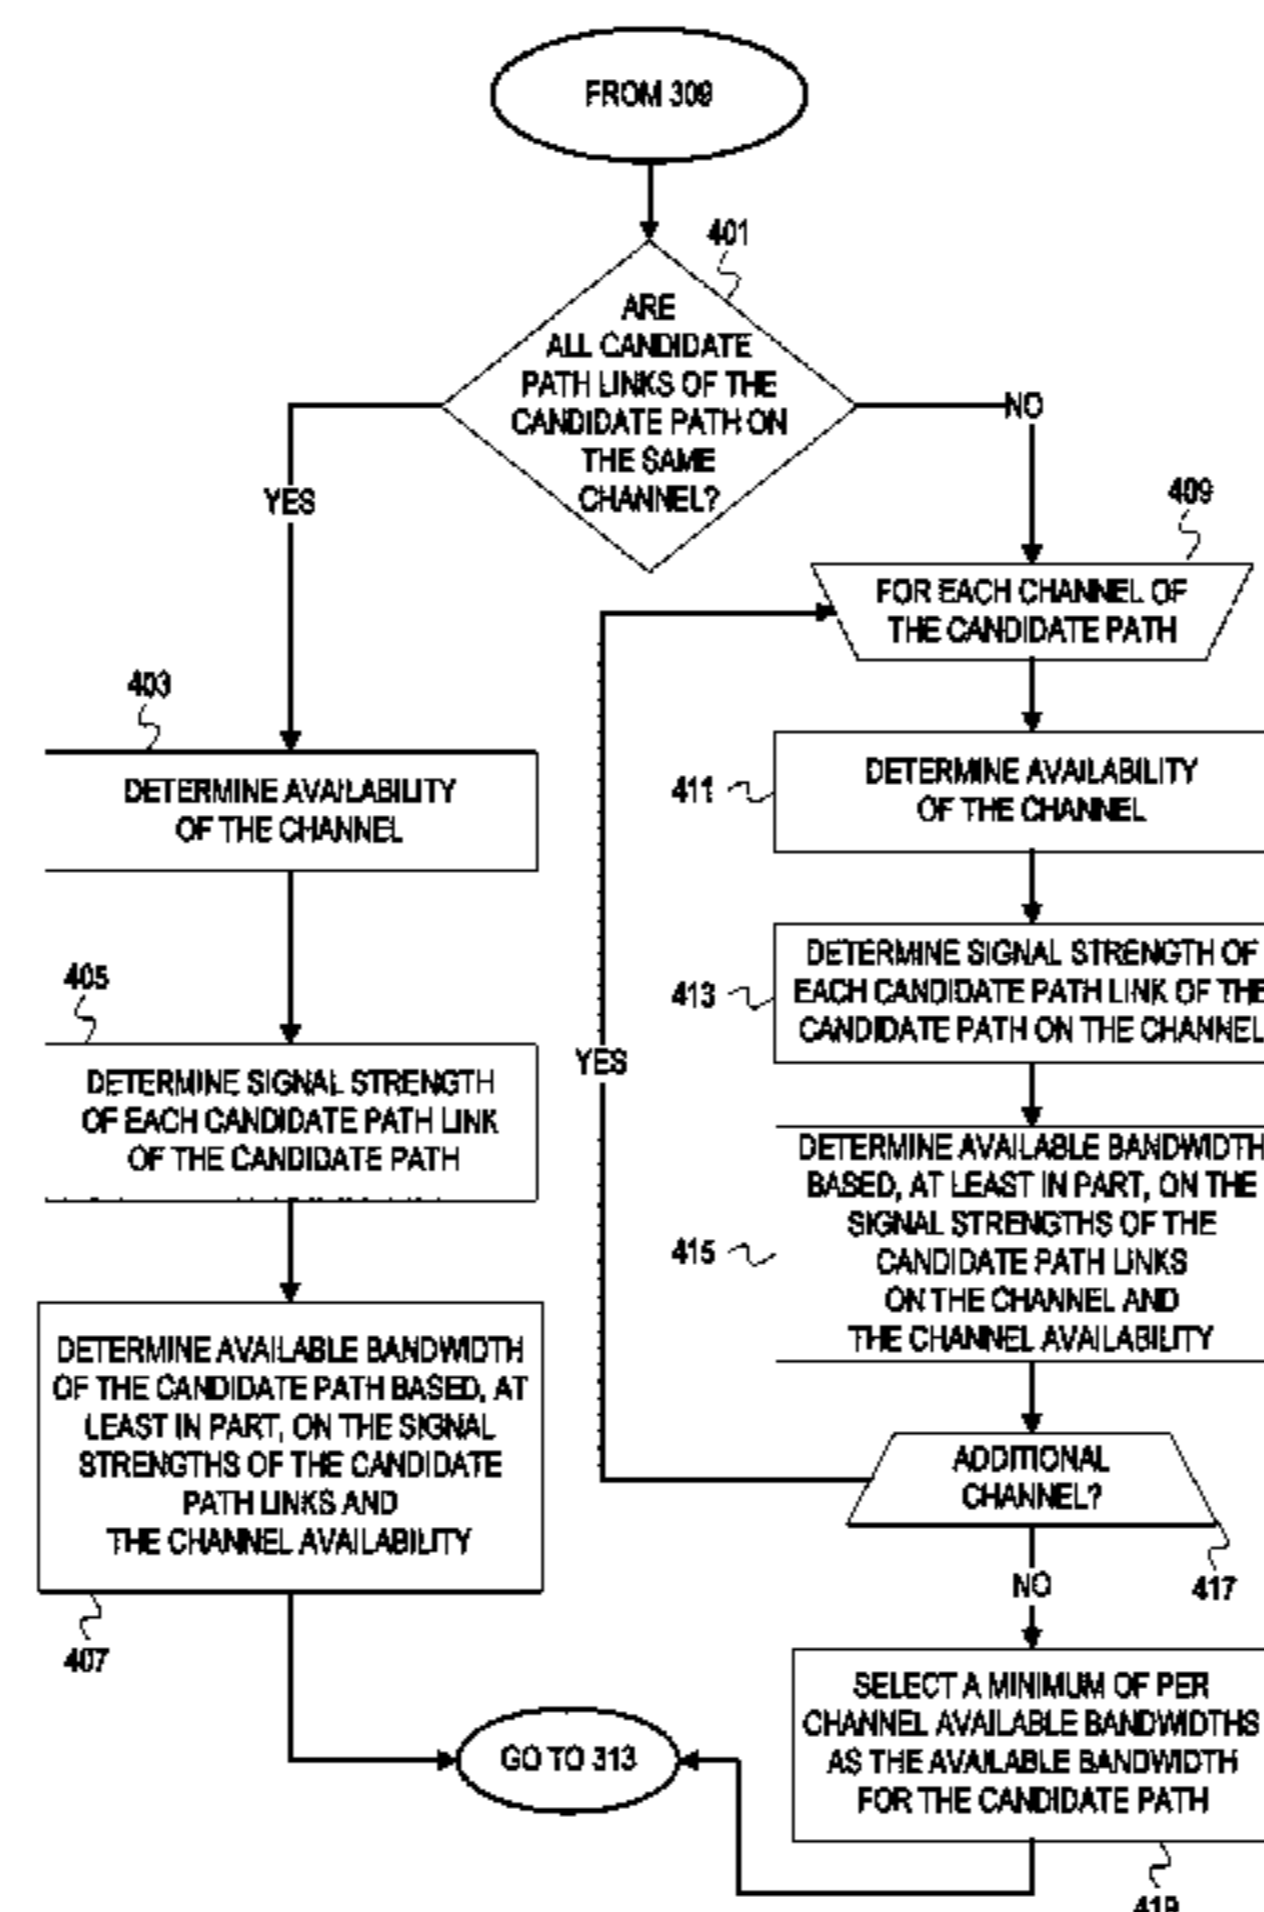 FROM 309
401
ARE
ALL CANDIDATE
PATH LINKS OF THE
CANDIDATE PATH ON
THE SAME
CHANNEL?
YES
NO
403
DETERMINE AVAILABILITY
OF THE CHANNEL
405
DETERMINE SIGNAL STRENGTH
OF EACH CANDIDATE PATH LINK
OF THE CANDIDATE PATH
DETERMINE AVAILABLE BANDWIDTH
OF THE CANDIDATE PATH BASED, AT
LEAST IN PART, ON THE SIGNAL
STRENGTHS OF THE CANDIDATE
PATH LINKS AND
THE CHANNEL AVAILABILITY
407
409
FOR EACH CHANNEL OF
THE CANDIDATE PATH
411
DETERMINE AVAILABILITY
OF THE CHANNEL
413
DETERMINE SIGNAL STRENGTH OF
EACH CANDIDATE PATH LINK OF THE
CANDIDATE PATH ON THE CHANNEL
415
DETERMINE AVAILABLE BANDWIDTH
BASED, AT LEAST IN PART, ON THE
SIGNAL STRENGTHS OF THE
CANDIDATE PATH LINKS
ON THE CHANNEL AND
THE CHANNEL AVAILABILITY
YES
ADDITIONAL
CHANNEL?
417
NO
SELECT A MINIMUM OF PER
CHANNEL AVAILABLE BANDWIDTHS
AS THE AVAILABLE BANDWIDTH
FOR THE CANDIDATE PATH
419
GO TO 313